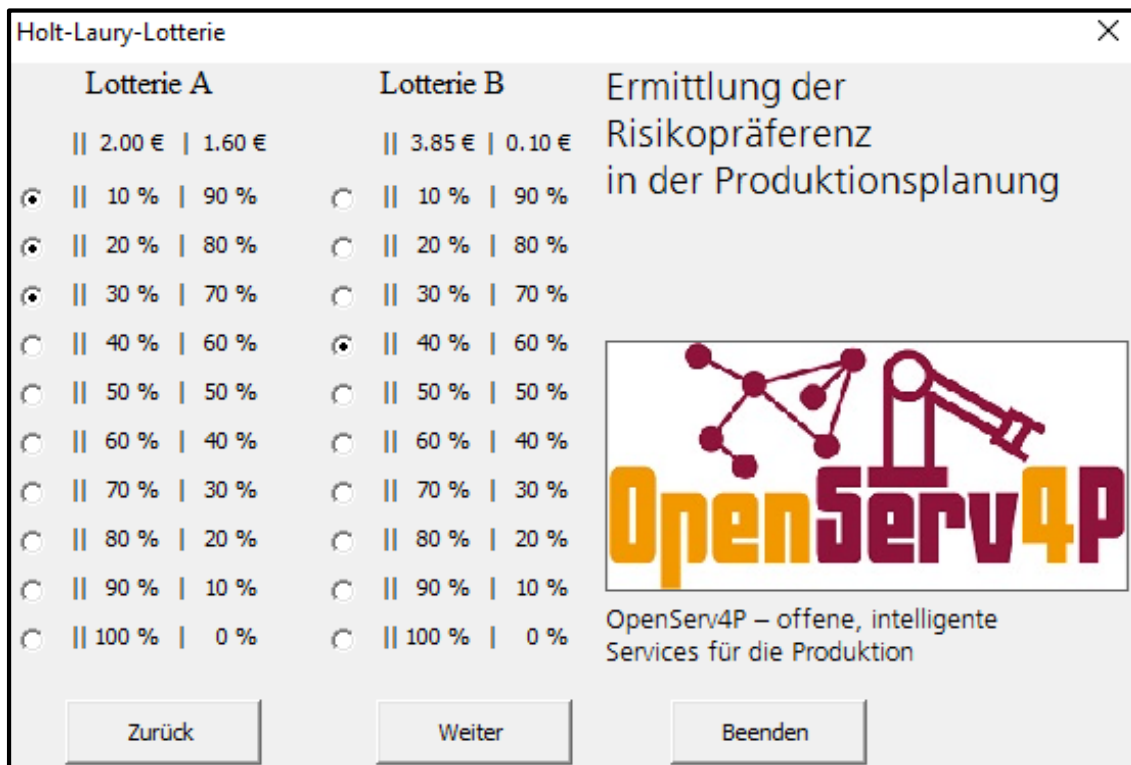 Holt-Laury-Lotterie
Lotterie A Lotterie B
|| 2.00 € | 1.60 € || 3.85 € | 0.10 €
|| 10 % | 90 % || 10 % | 90 %
|| 20 % | 80 % || 20 % | 80 %
|| 30 % | 70 % || 30 % | 70 %
|| 40 % | 60 % || 40 % | 60 %
|| 50 % | 50 % || 50 % | 50 %
|| 60 % | 40 % || 60 % | 40 %
|| 70 % | 30 % || 70 % | 30 %
|| 80 % | 20 % || 80 % | 20 %
|| 90 % | 10 % || 90 % | 10 %
|| 100 % | 0 % || 100 % | 0 %
Ermittlung der
Risikopräferenz
in der Produktionsplanung
OpenServ4P
OpenServ4P – offene, intelligente
Services für die Produktion
Zurück Weiter Beenden